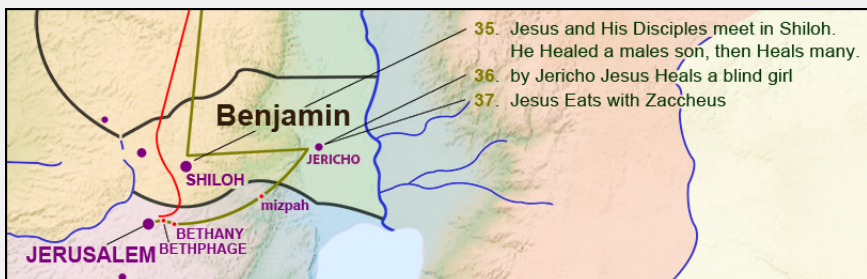 35. Jesus and His Disciples meet in Shiloh.
He Healed a males son, then Heals many.
36. by Jericho Jesus Heals a blind girl
37. Jesus Eats with Zaccheus
Benjamin
JERICHO
SHILOH
mizpah
JERUSALEM
BETHANY
BETHPHAGE